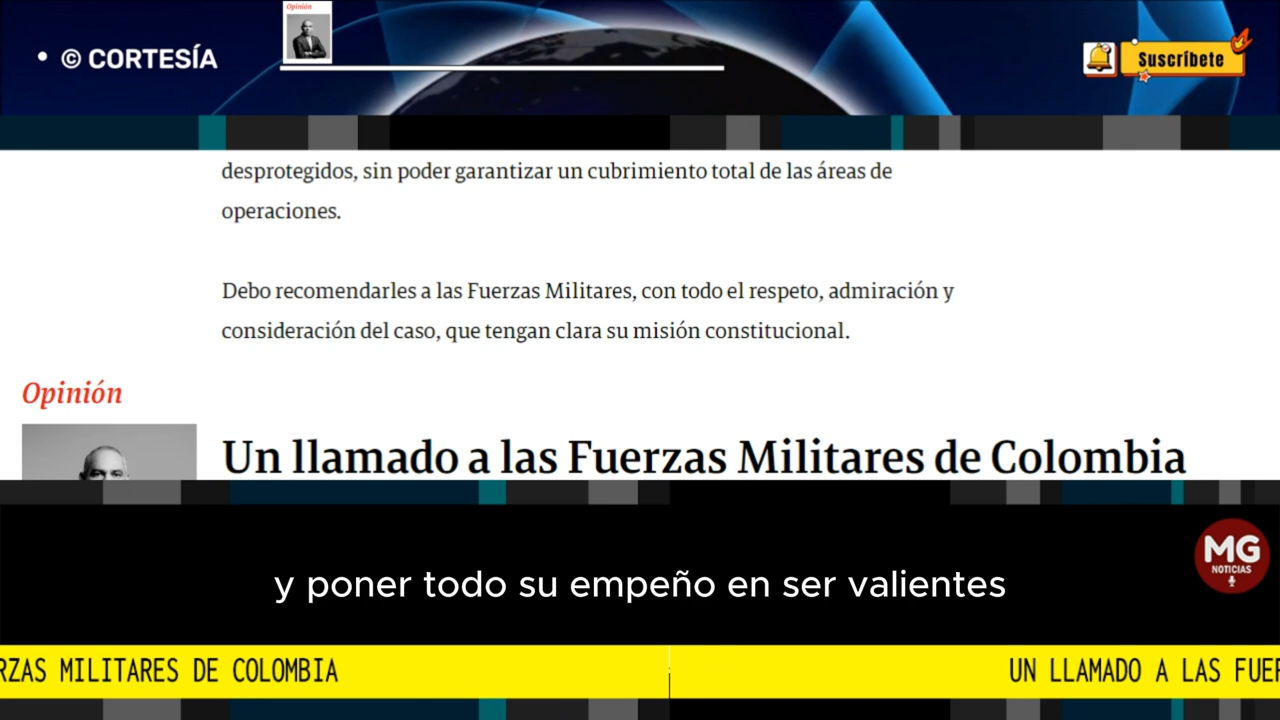 Opinión
• © CORTESÍA
Suscríbete
desprotegidos, sin poder garantizar un cubrimiento total de las áreas de
operaciones.
Debo recomendarles a las Fuerzas Militares, con todo el respeto, admiración y
consideración del caso, que tengan clara su misión constitucional.
Opinión
Un llamado a las Fuerzas Militares de Colombia
MG
NOTICIAS
y poner todo su empeño en ser valientes
RZAS MILITARES DE COLOMBIA
UN LLAMADO A LAS FUER